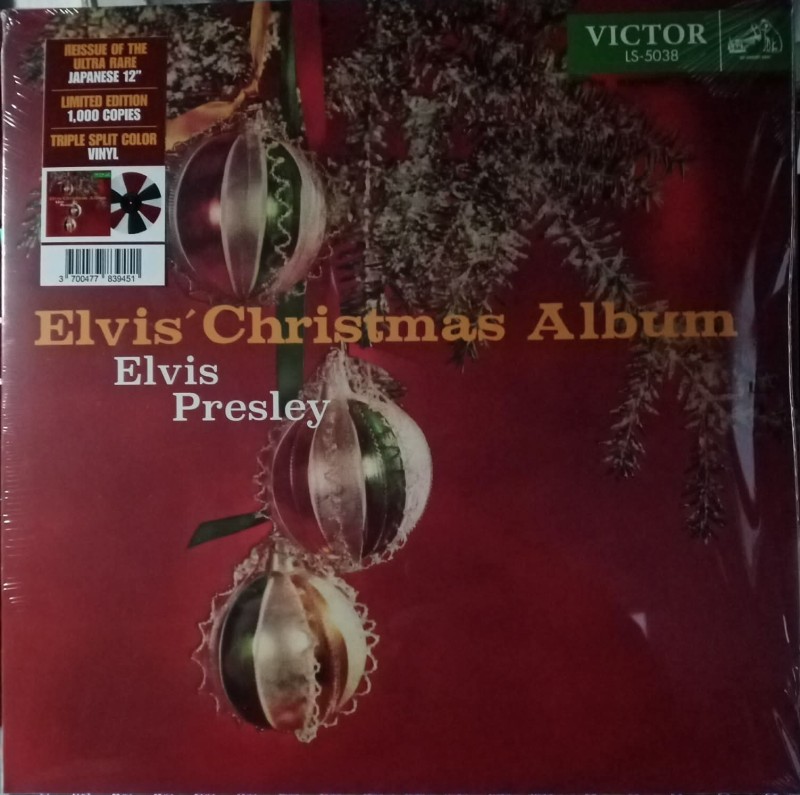 REISSUE OF THE
ULTRA RARE
JAPANESE 12"
LIMITED EDITION
1,000 COPIES
TRIPLE SPLIT COLOR
VINYL
3 700477 839451
VICTOR
LS-5038
Elvis´ Christmas Album
Elvis
Presley